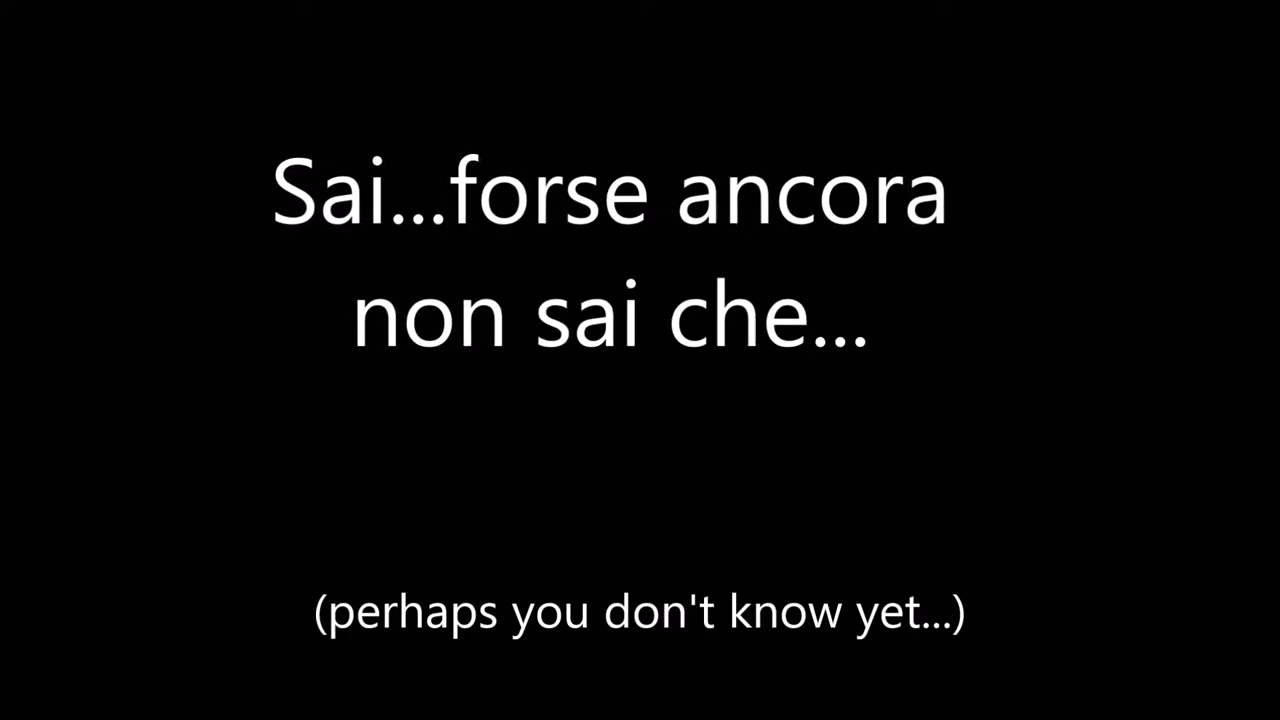 Sai...forse ancora
non sai che...
(perhaps you don't know yet...)